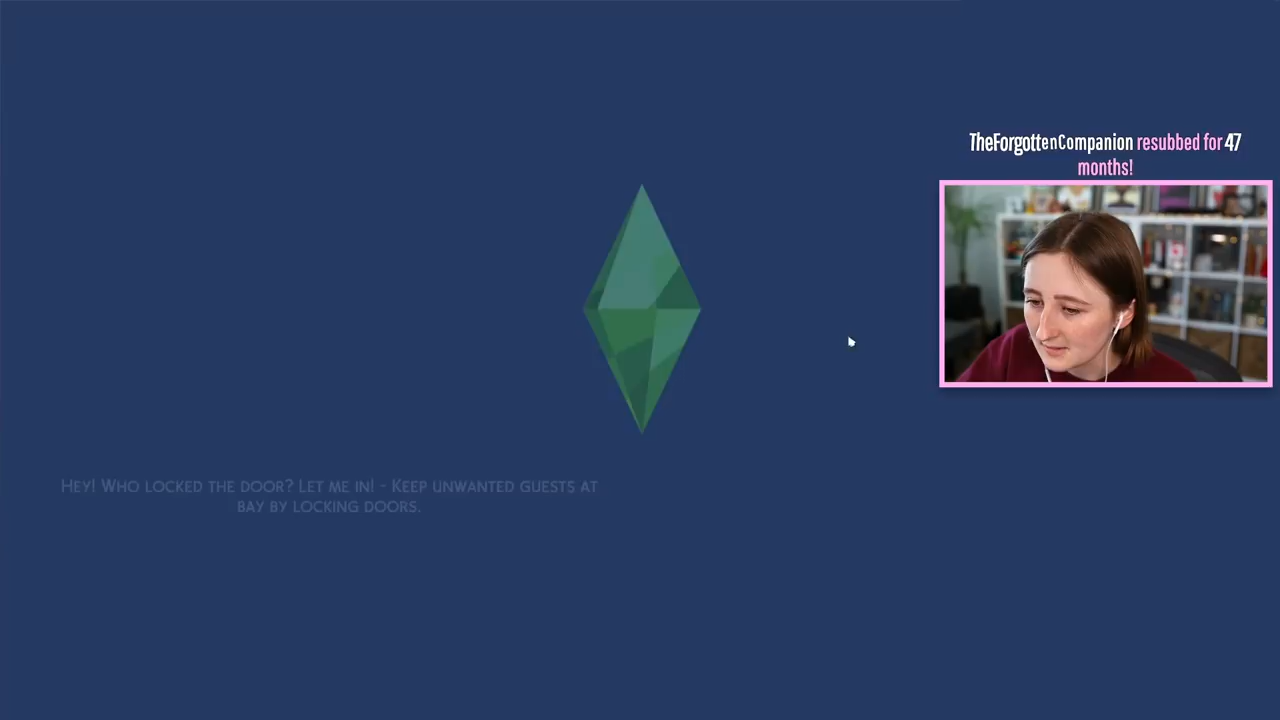 TheForgottenCompanion resubbed for 47
months!
HEY! WHO LOCKED THE DOOR? LET ME IN! - KEEP UNWANTED GUESTS AT
BAY BY LOCKING DOORS.